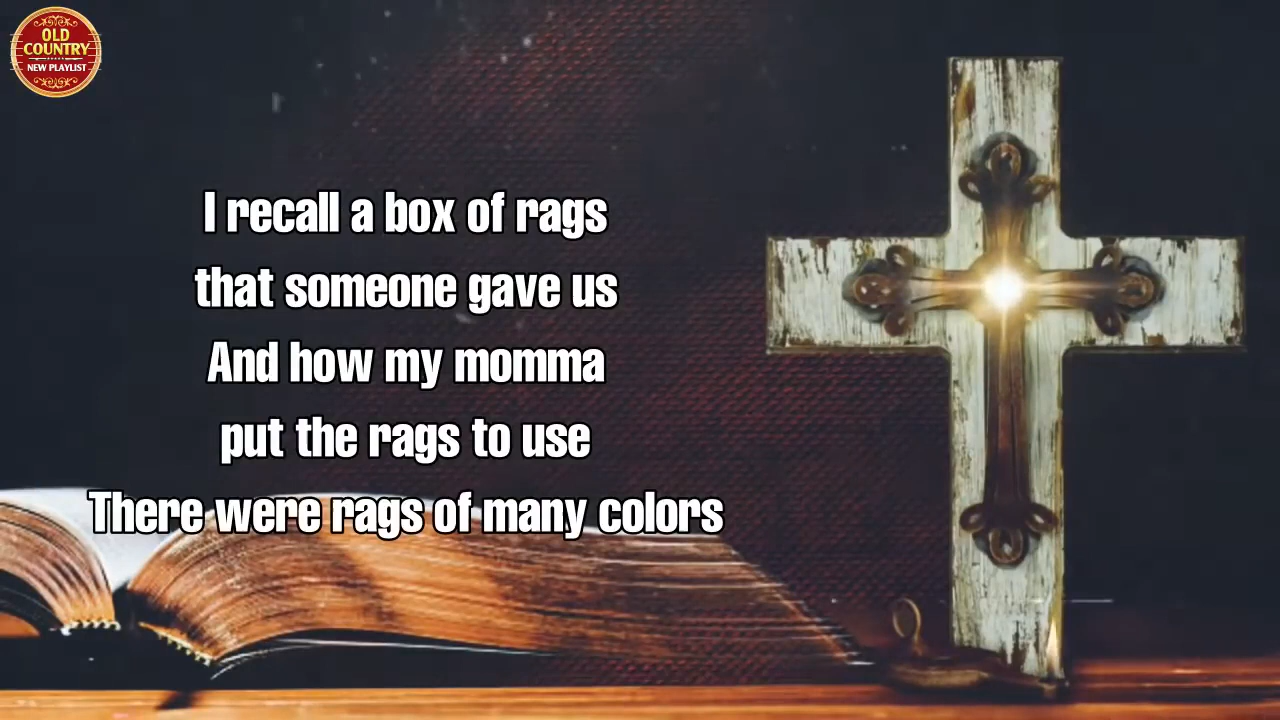 OLD
COUNTRY
NEW PLAYLIST
I recall a box of rags
that someone gave us
And how my momma
put the rags to use
There were rags of many colors